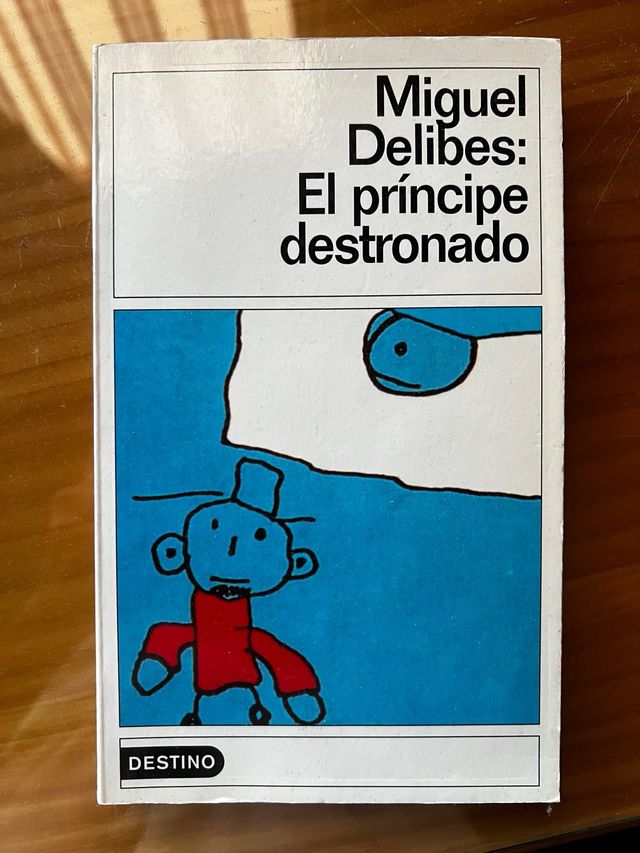 Miguel
Delibes:
El príncipe
destronado
DESTINO